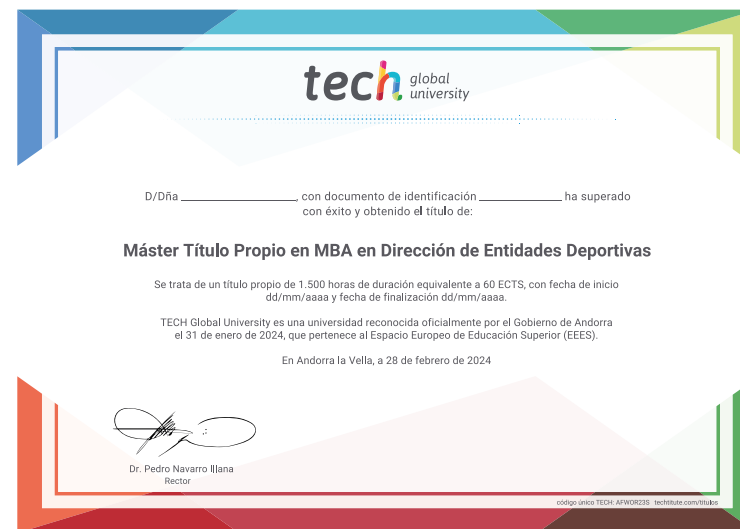 tech global university
D/Dña ____________, con documento de identificación ____________ ha superado
con éxito y obtenido el título de:
Máster Título Propio en MBA en Dirección de Entidades Deportivas
Se trata de un título propio de 1.500 horas de duración equivalente a 60 ECTS, con fecha de inicio
dd/mm/aaaa y fecha de finalización dd/mm/aaaa.
TECH Global University es una universidad reconocida oficialmente por el Gobierno de Andorra
el 31 de enero de 2024, que pertenece al Espacio Europeo de Educación Superior (EEES).
En Andorra la Vella, a 28 de febrero de 2024
Dr. Pedro Navarro Illana
Rector
código único TECH: AFWOR23S techtitute.com/titulos